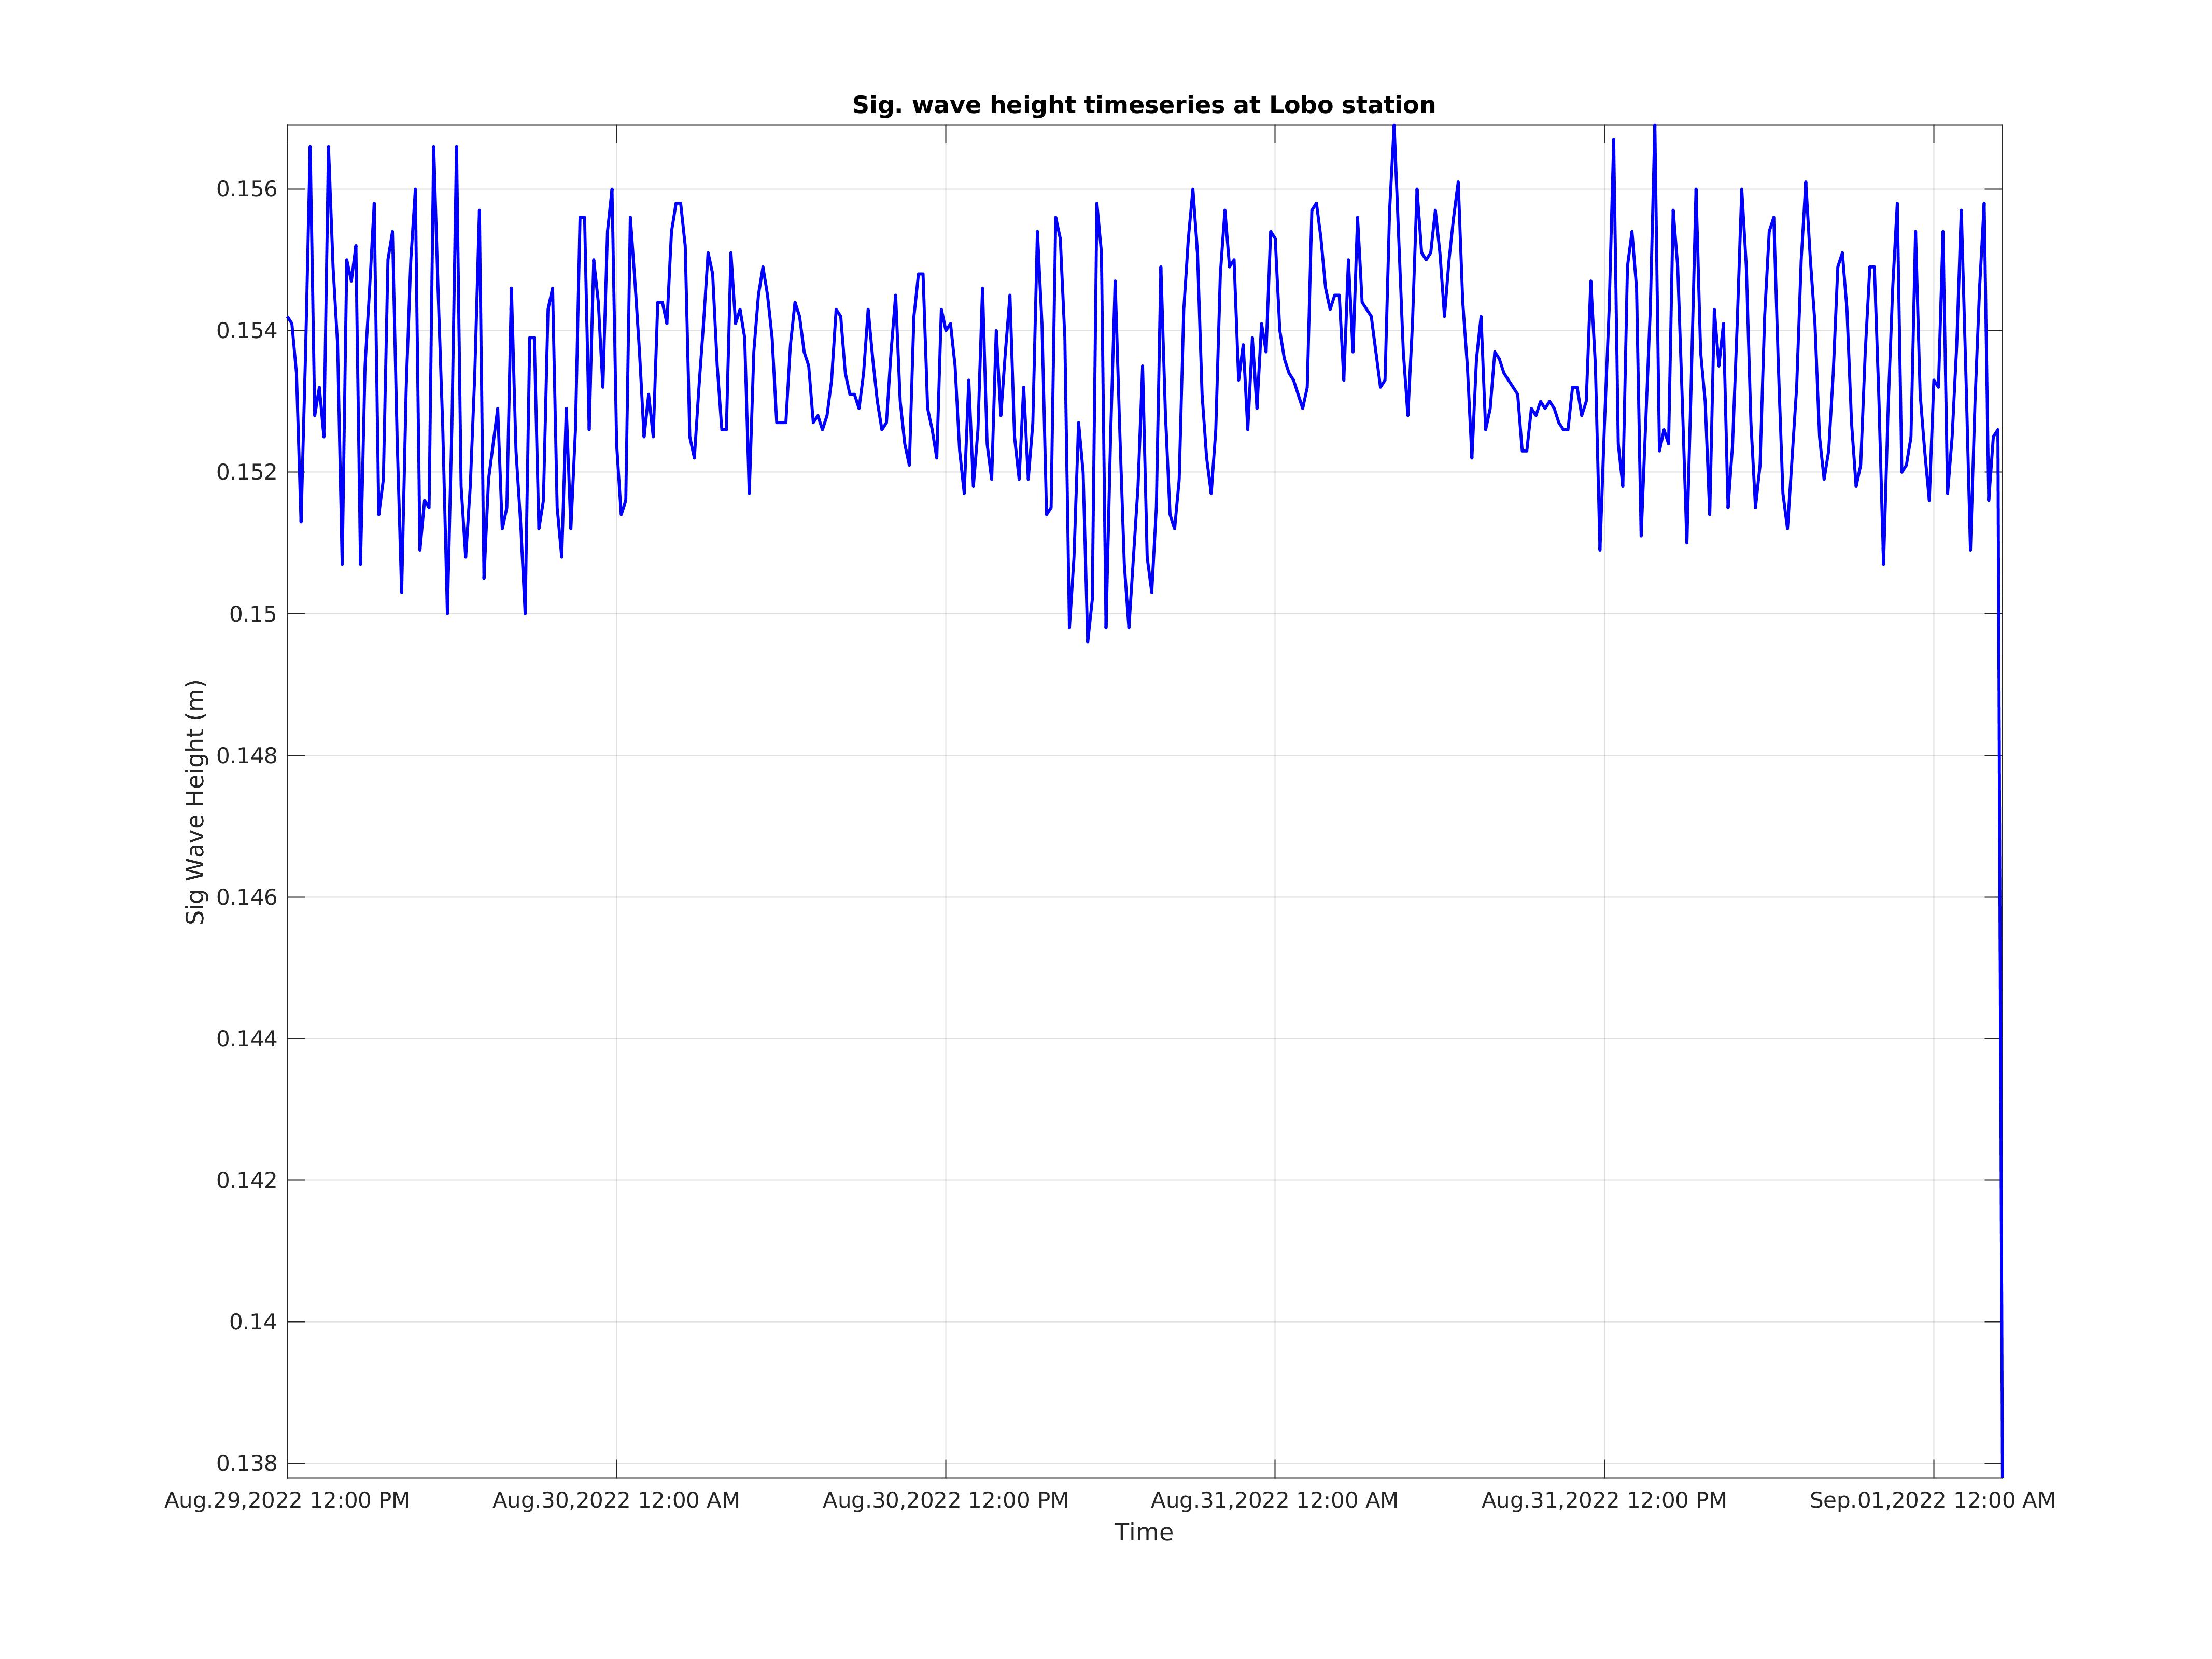 Sig. wave height timeseries at Lobo station
0.156
0.154
0.152
0.15
0.148
0.146
0.144
0.142
0.14
0.138
Sig Wave Height (m)
Aug.29,2022 12:00 PM
Aug.30,2022 12:00 AM
Aug.30,2022 12:00 PM
Aug.31,2022 12:00 AM
Aug.31,2022 12:00 PM
Sep.01,2022 12:00 AM
Time